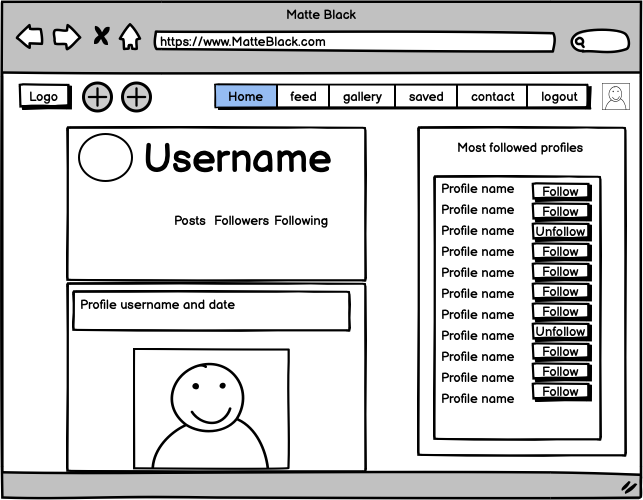 Matte Black
https://www.MatteBlack.com
Logo Home feed gallery saved contact logout
Username
Posts Followers Following
Profile username and date
Most followed profiles
Profile name Follow
Profile name Follow
Profile name Unfollow
Profile name Follow
Profile name Follow
Profile name Follow
Profile name Follow
Profile name Unfollow
Profile name Follow
Profile name Follow
Profile name Follow